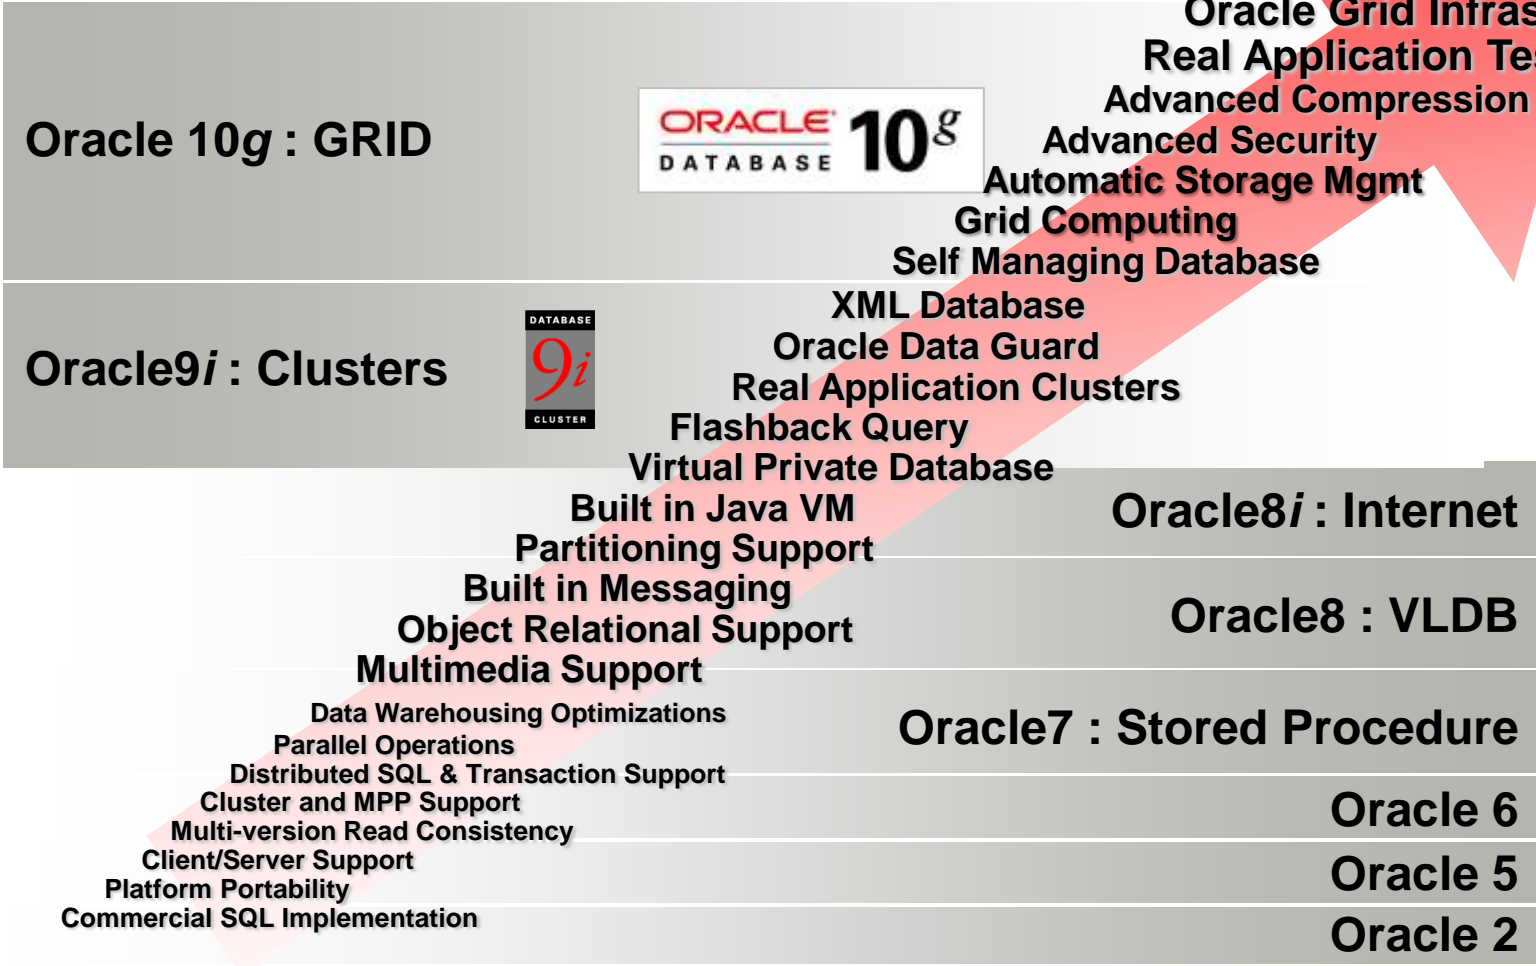 Oracle Grid
Real Application
Advanced Compression
Oracle 10g : GRID
ORACLE DATABASE 10g
Advanced Security
Automatic Storage Mgmt
Grid Computing
Self Managing Database
XML Database
DATABASE
9i
CLUSTER
Oracle Data Guard
Oracle9i : Clusters
Real Application Clusters
Flashback Query
Virtual Private Database
Built in Java VM
Oracle8i : Internet
Partitioning Support
Built in Messaging
Oracle8 : VLDB
Object Relational Support
Multimedia Support
Data Warehousing Optimizations
Oracle7 : Stored Procedure
Parallel Operations
Distributed SQL & Transaction Support
Cluster and MPP Support
Oracle 6
Multi-version Read Consistency
Client/Server Support
Oracle 5
Platform Portability
Commercial SQL Implementation
Oracle 2